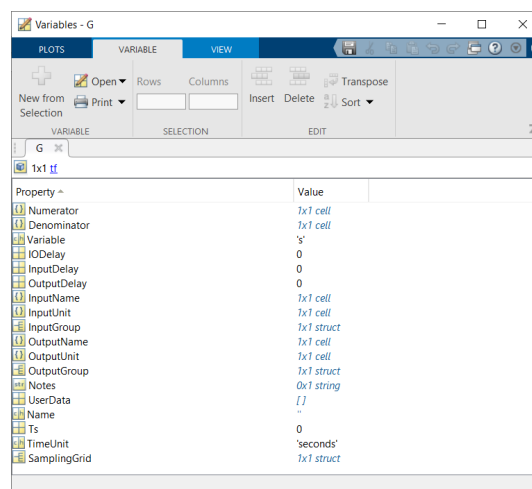 Variables - G
PLOTS VARIABLE VIEW
New from Selection
Open
Print
Rows Columns
Insert Delete
Transpose
Sort
VARIABLE SELECTION EDIT
G
1x1 tf
Property Value
Numerator 1x1 cell
Denominator 1x1 cell
Variable 's'
IODelay 0
InputDelay 0
OutputDelay 0
InputName 1x1 cell
InputUnit 1x1 cell
InputGroup 1x1 struct
OutputName 1x1 cell
OutputUnit 1x1 cell
OutputGroup 1x1 struct
Notes 0x1 string
UserData []
Name ''
Ts 0
TimeUnit 'seconds'
SamplingGrid 1x1 struct